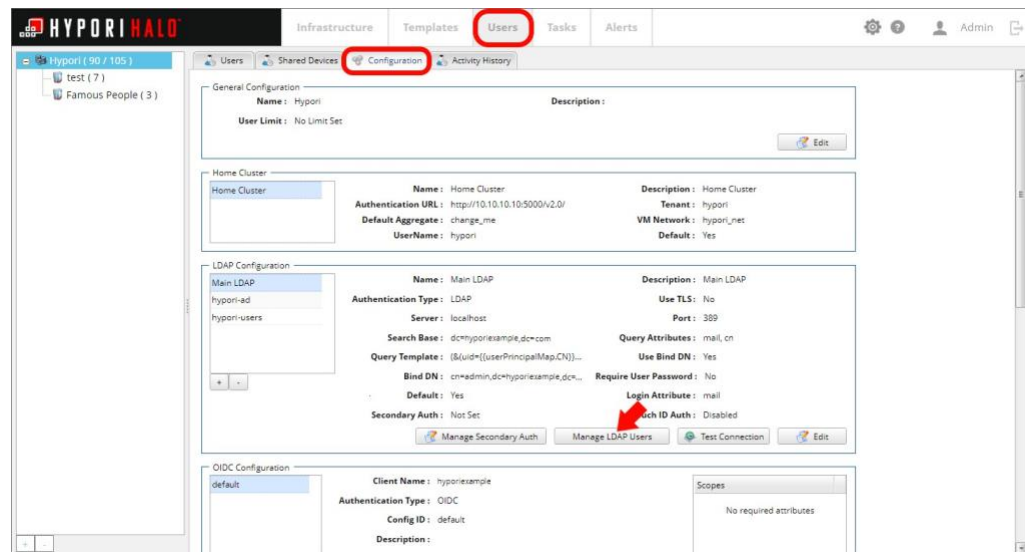 HYPORI HALO
Infrastructure Templates Users Tasks Alerts
Admin
Hypori ( 90 / 105 )
test ( 7 )
Famous People ( 3 )
Users Shared Devices Configuration Activity History
General Configuration
Name : Hypori Description :
User Limit : No Limit Set
Edit
Home Cluster
Home Cluster
Name : Home Cluster Description : Home Cluster
Authentication URL : http://10.10.10.10:5000/v2.0/ Tenant : hypori
Default Aggregate : change_me VM Network : hypori_net
UserName : hypori Default : Yes
LDAP Configuration
Main LDAP
hypori-ad
hypori-users
Name : Main LDAP Description : Main LDAP
Authentication Type : LDAP Use TLS : No
Server : localhost Port : 389
Search Base : dc=hyporiexample,dc=com Query Attributes : mail, cn
Query Template : (&(uid={{userPrincipalMap.CN}}... Use Bind DN : Yes
Bind DN : cn=admin,dc=hyporiexample,dc=... Require User Password : No
+ -
Default : Yes Login Attribute : mail
Secondary Auth : Not Set uch ID Auth : Disabled
Manage Secondary Auth Manage LDAP Users Test Connection Edit
OIDC Configuration
default
Client Name : hyporiexample
Authentication Type : OIDC
Config ID : default
Description :
Scopes
No required attributes
+ -